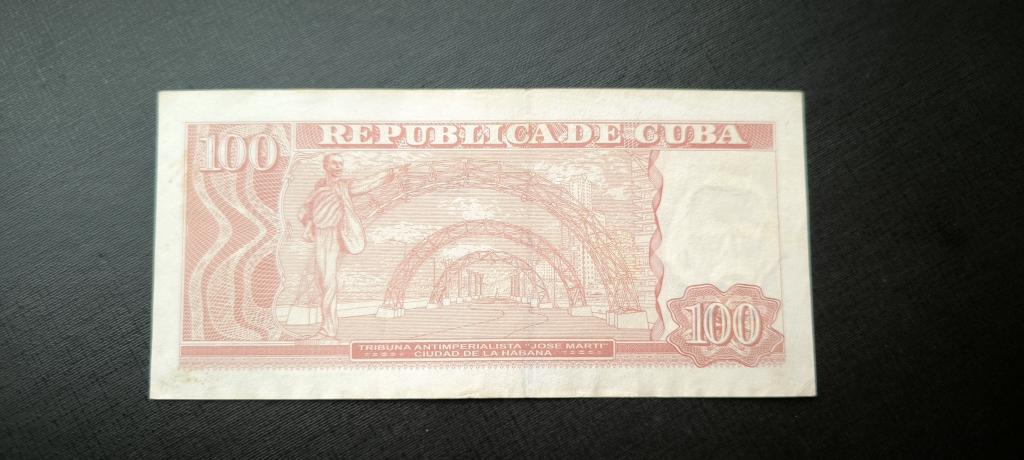 100
REPUBLICA DE CUBA
TRIBUNA ANTIMPERIALISTA "JOSE MARTI"
CIUDAD DE LA HABANA
100